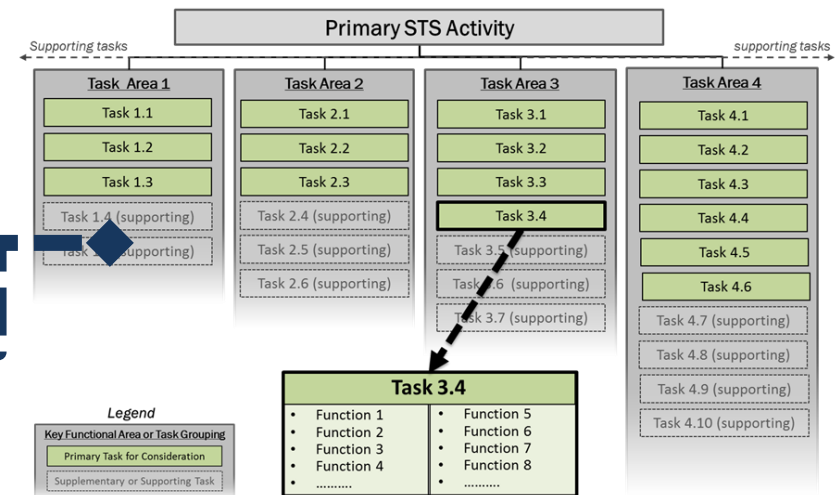 Primary STS Activity
Supporting tasks
supporting tasks
Task Area 1
Task 1.1
Task 1.2
Task 1.3
Task 1.4 (supporting)
supporting)
Task Area 2
Task 2.1
Task 2.2
Task 2.3
Task 2.4 (supporting)
Task 2.5 (supporting)
Task 2.6 (supporting)
Task Area 3
Task 3.1
Task 3.2
Task 3.3
Task 3.4
Task 3.5 (supporting)
Task 3.6 (supporting)
Task 3.7 (supporting)
Task Area 4
Task 4.1
Task 4.2
Task 4.3
Task 4.4
Task 4.5
Task 4.6
Task 4.7 (supporting)
Task 4.8 (supporting)
Task 4.9 (supporting)
Task 4.10 (supporting)
Task 3.4
• Function 1
• Function 2
• Function 3
• Function 4
• ..........
• Function 5
• Function 6
• Function 7
• Function 8
• ..........
Legend
Key Functional Area or Task Grouping
Primary Task for Consideration
Supplementary or Supporting Task